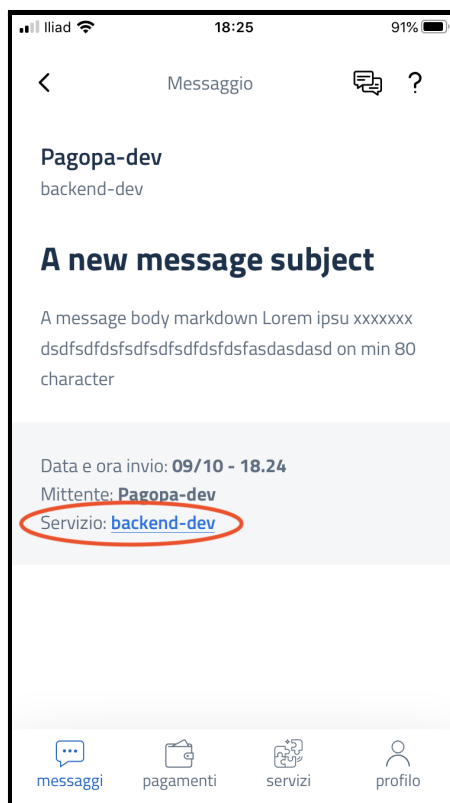 Iliad 18:25 91%
Messaggio ?
Pagopa-dev
backend-dev
A new message subject
A message body markdown Lorem ipsu xxxxxxx
dsdfsdfdsfsdfsdfsdfdsfdsfasdasdasd on min 80
character
Data e ora invio: 09/10 - 18.24
Mittente: Pagopa-dev
Servizio: backend-dev
messaggi pagamenti servizi profilo